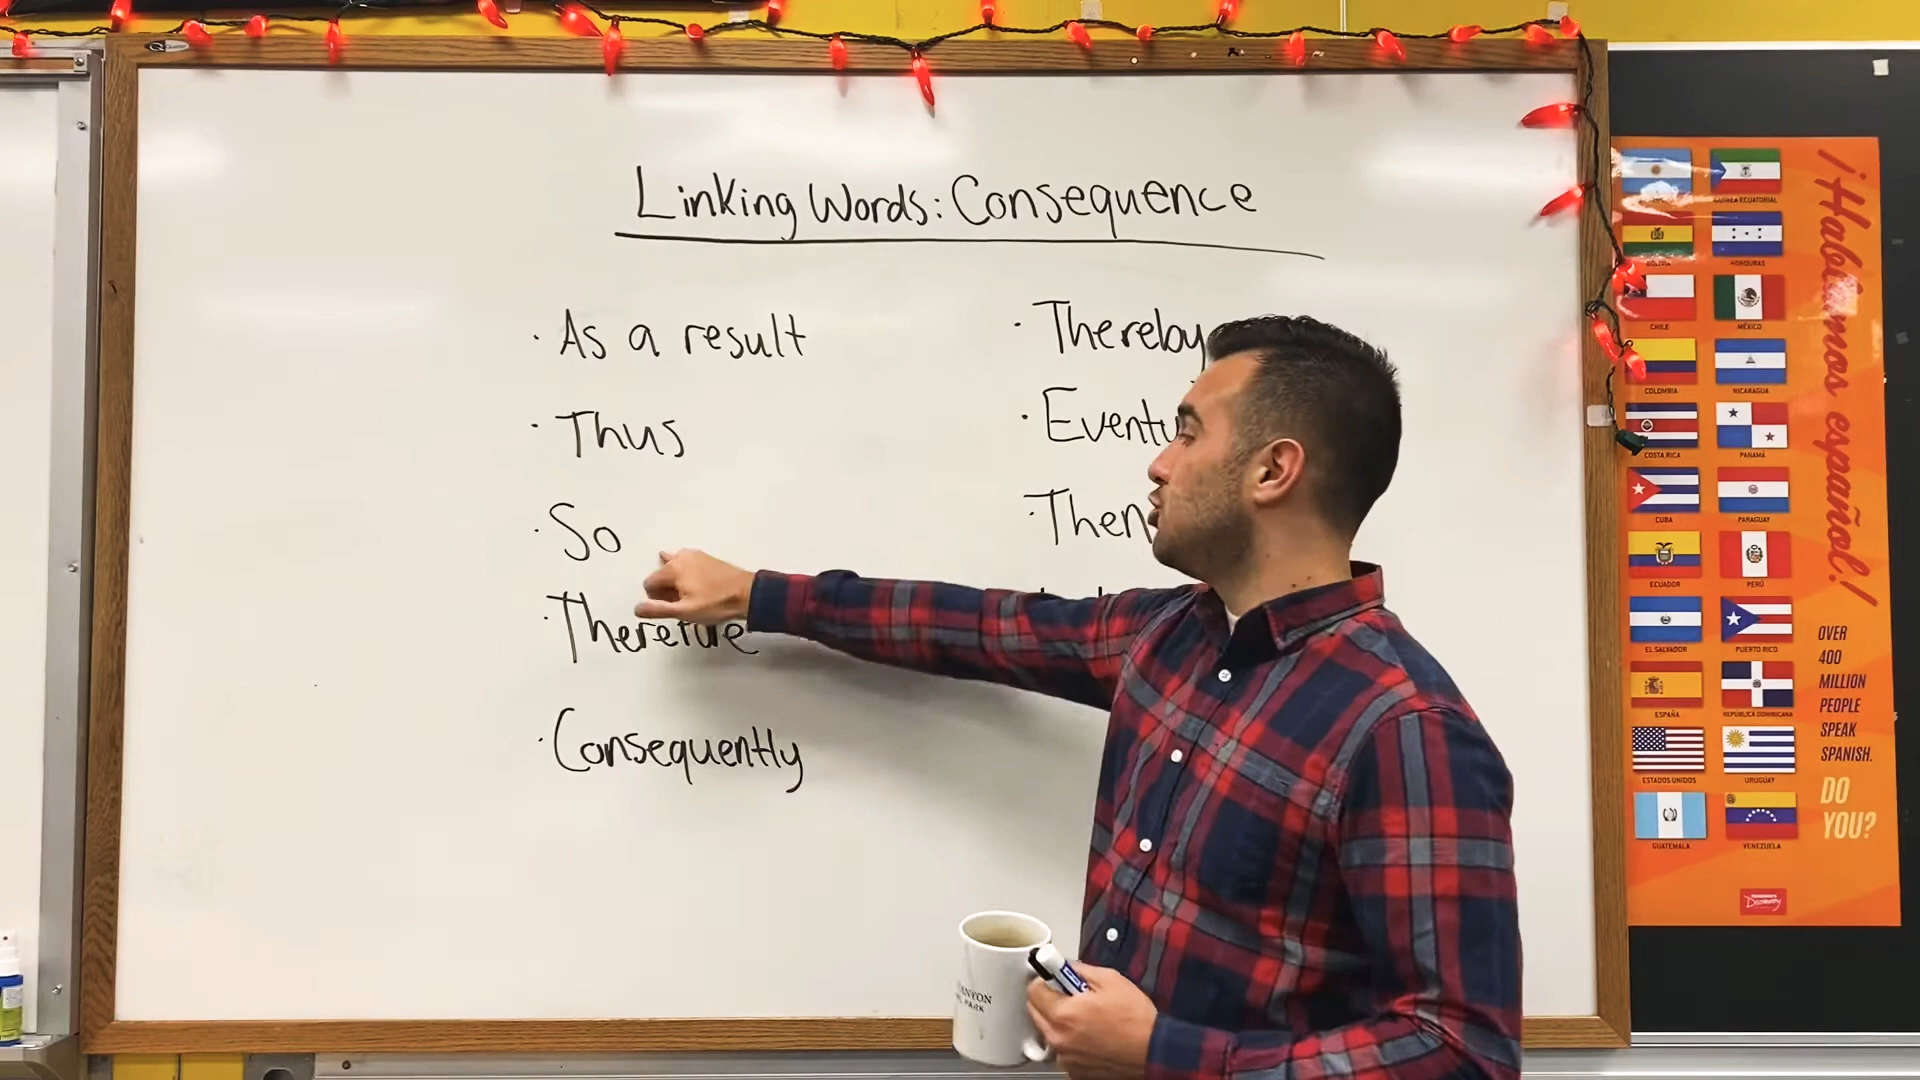 Linking Words: Consequence
· As a result
· Thus
· So
· Therefore
· Consequently
· Thereby
· Then
¡Hablamos español!
GUINEA ECUATORIAL
BOLIVIA
HONDURAS
CHILE
MÉXICO
COLOMBIA
NICARAGUA
COSTA RICA
PANAMÁ
CUBA
PARAGUAY
ECUADOR
PERÚ
EL SALVADOR
PUERTO RICO
ESPAÑA
REPÚBLICA DOMINICANA
ESTADOS UNIDOS
URUGUAY
GUATEMALA
VENEZUELA
OVER
400
MILLION
PEOPLE
SPEAK
SPANISH.
DO
YOU?